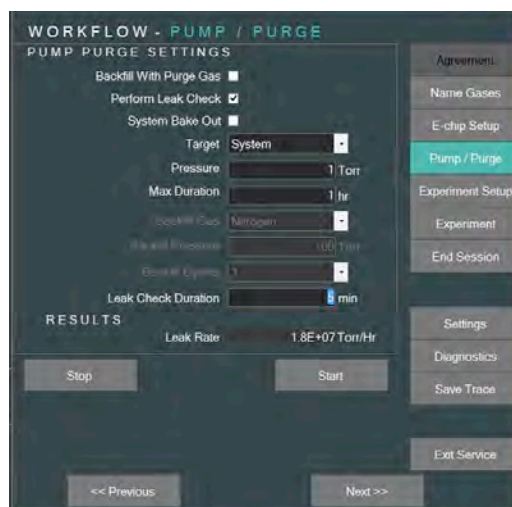 WORKFLOW - PUMP / PURGE
PUMP PURGE SETTINGS
Backfill With Purge Gas
Perform Leak Check
System Bake Out
Target System
Pressure 1 Torr
Max Duration 1 hr
Backfill Gas Nitrogen
Backfill Pressure 100 Torr
1
Leak Check Duration 5 min
RESULTS
Leak Rate 1.8E+07 Torr/Hr
Stop
Start
<< Previous
Next >>
Agreement
Name Gases
E-chip Setup
Pump / Purge
Experiment Setup
Experiment
End Session
Settings
Diagnostics
Save Trace
Exit Service